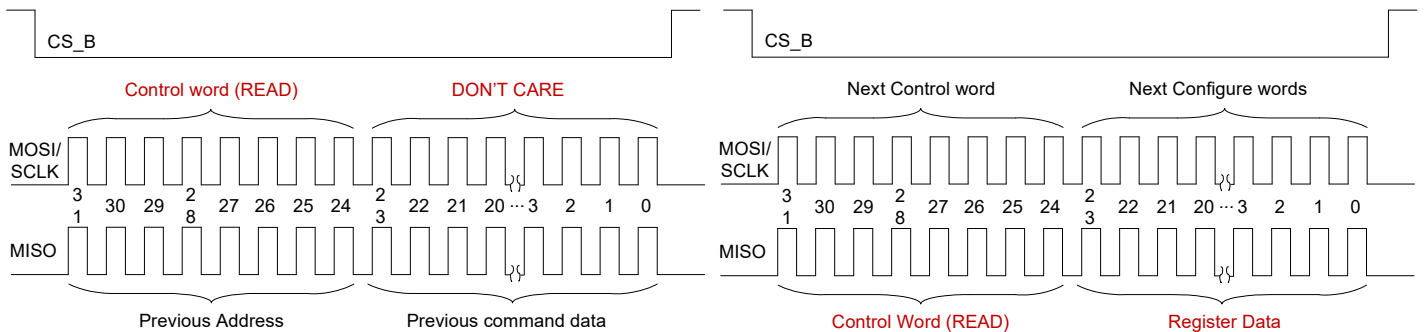 CS_B
Control word (READ) DON'T CARE
MOSI/
SCLK
31 30 29 28 27 26 25 24 23 22 21 20 ··· 3 2 1 0
MISO
Previous Address Previous command data
CS_B
Next Control word Next Configure words
MOSI/
SCLK
31 30 29 28 27 26 25 24 23 22 21 20 ··· 3 2 1 0
MISO
Control Word (READ) Register Data